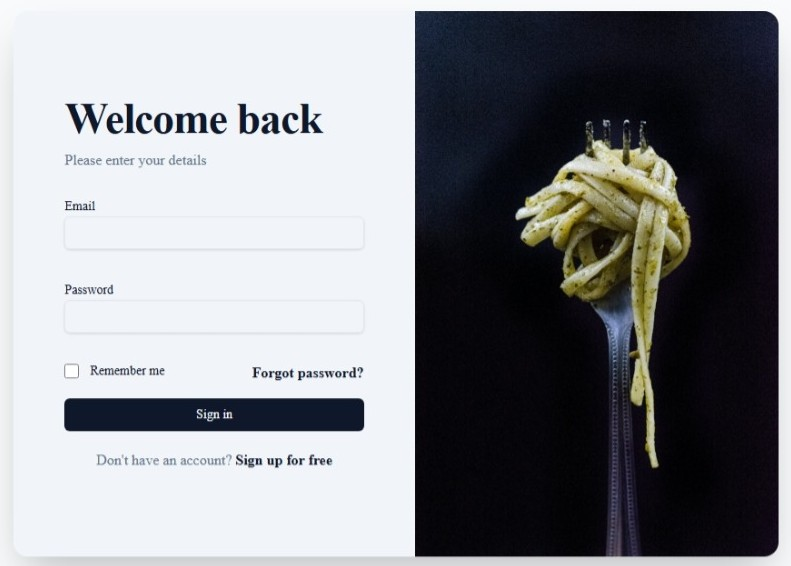 Welcome back
Please enter your details
Email
Password
Remember me
Forgot password?
Sign in
Don't have an account? Sign up for free